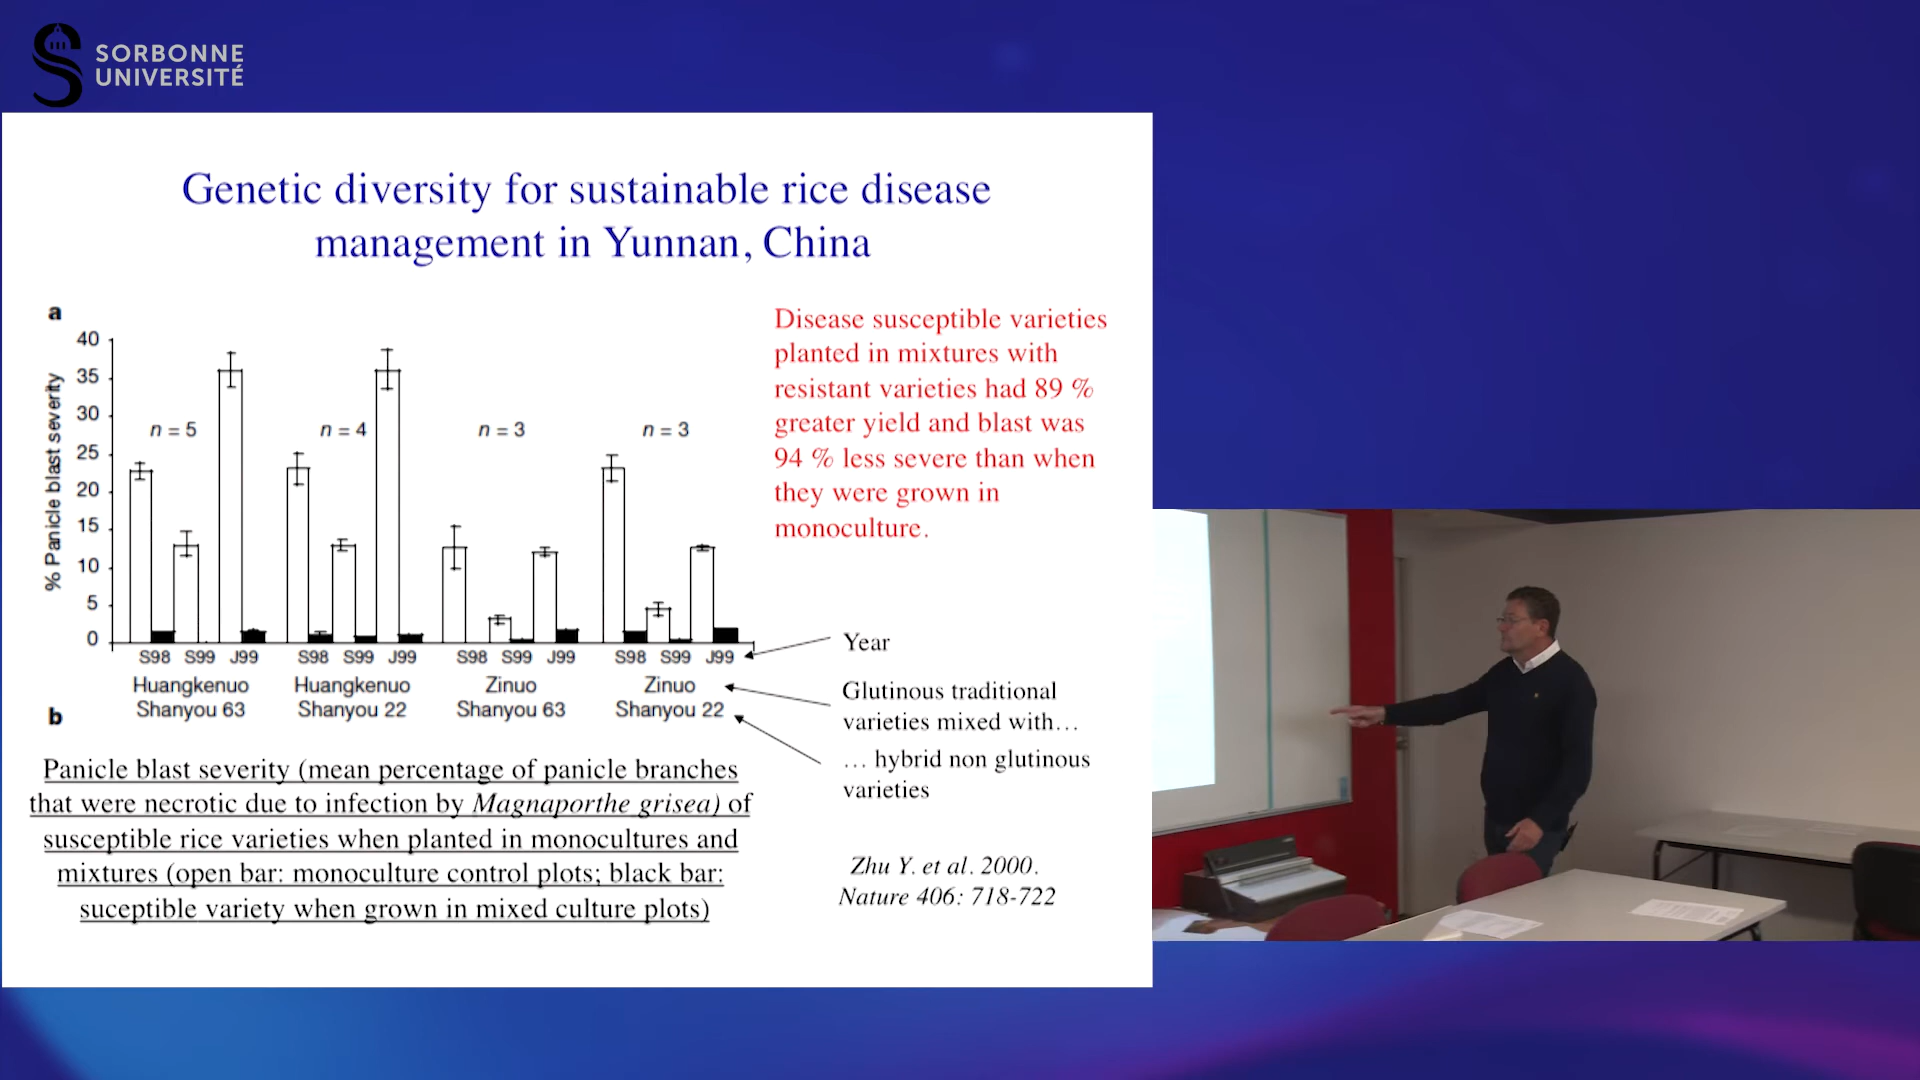 SORBONNE
UNIVERSITÉ
Genetic diversity for sustainable rice disease
management in Yunnan, China
a
% Panicle blast severity
40
35
30
25
20
15
10
5
0
n = 5
n = 4
n = 3
n = 3
S98 S99 J99
S98 S99 J99
S98 S99 J99
S98 S99 J99
Huangkenuo
Shanyou 63
Huangkenuo
Shanyou 22
Zinuo
Shanyou 63
Zinuo
Shanyou 22
b
Disease susceptible varieties
planted in mixtures with
resistant varieties had 89 %
greater yield and blast was
94 % less severe than when
they were grown in
monoculture.
Year
Glutinous traditional
varieties mixed with…
… hybrid non glutinous
varieties
Panicle blast severity (mean percentage of panicle branches
that were necrotic due to infection by Magnaporthe grisea) of
susceptible rice varieties when planted in monocultures and
mixtures (open bar: monoculture control plots; black bar:
suceptible variety when grown in mixed culture plots)
Zhu Y. et al. 2000.
Nature 406: 718-722